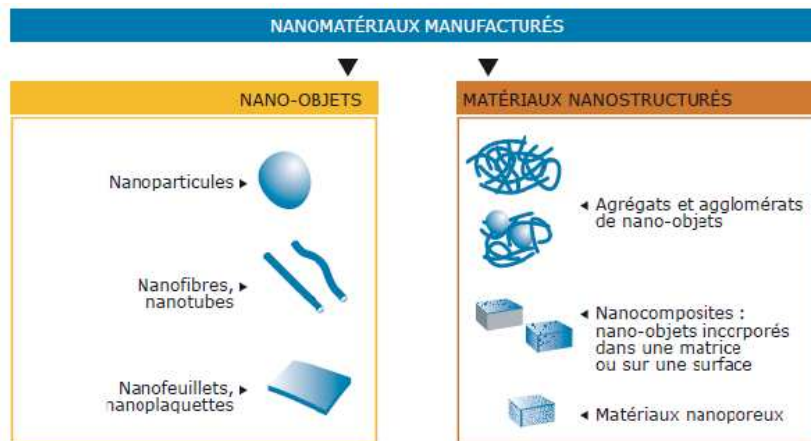 NANOMATÉRIAUX MANUFACTURÉS
NANO-OBJETS
Nanoparticules
Nanofibres,
nanotubes
Nanofeuillets,
nanoplaquettes
MATÉRIAUX NANOSTRUCTURÉS
Agrégats et agglomérats
de nano-objets
Nanocomposites :
nano-objets inccrporés
dans une matrice
ou sur une surface
Matériaux nanoporeux